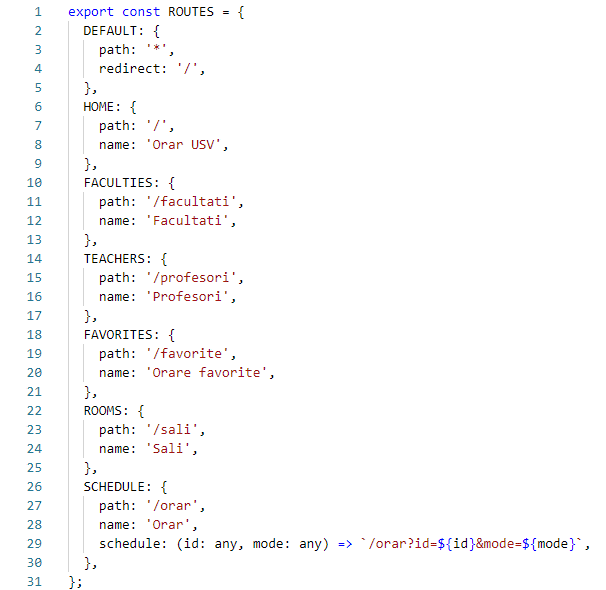 1 export const ROUTES = {
2 DEFAULT: {
3 path: '*',
4 redirect: '/',
5 },
6 HOME: {
7 path: '/',
8 name: 'Orar USV',
9 },
10 FACULTIES: {
11 path: '/facultati',
12 name: 'Facultati',
13 },
14 TEACHERS: {
15 path: '/profesori',
16 name: 'Profesori',
17 },
18 FAVORITES: {
19 path: '/favorite',
20 name: 'Orare favorite',
21 },
22 ROOMS: {
23 path: '/sali',
24 name: 'Sali',
25 },
26 SCHEDULE: {
27 path: '/orar',
28 name: 'Orar',
29 schedule: (id: any, mode: any) => `/orar?id=${id}&mode=${mode}`,
30 },
31 };